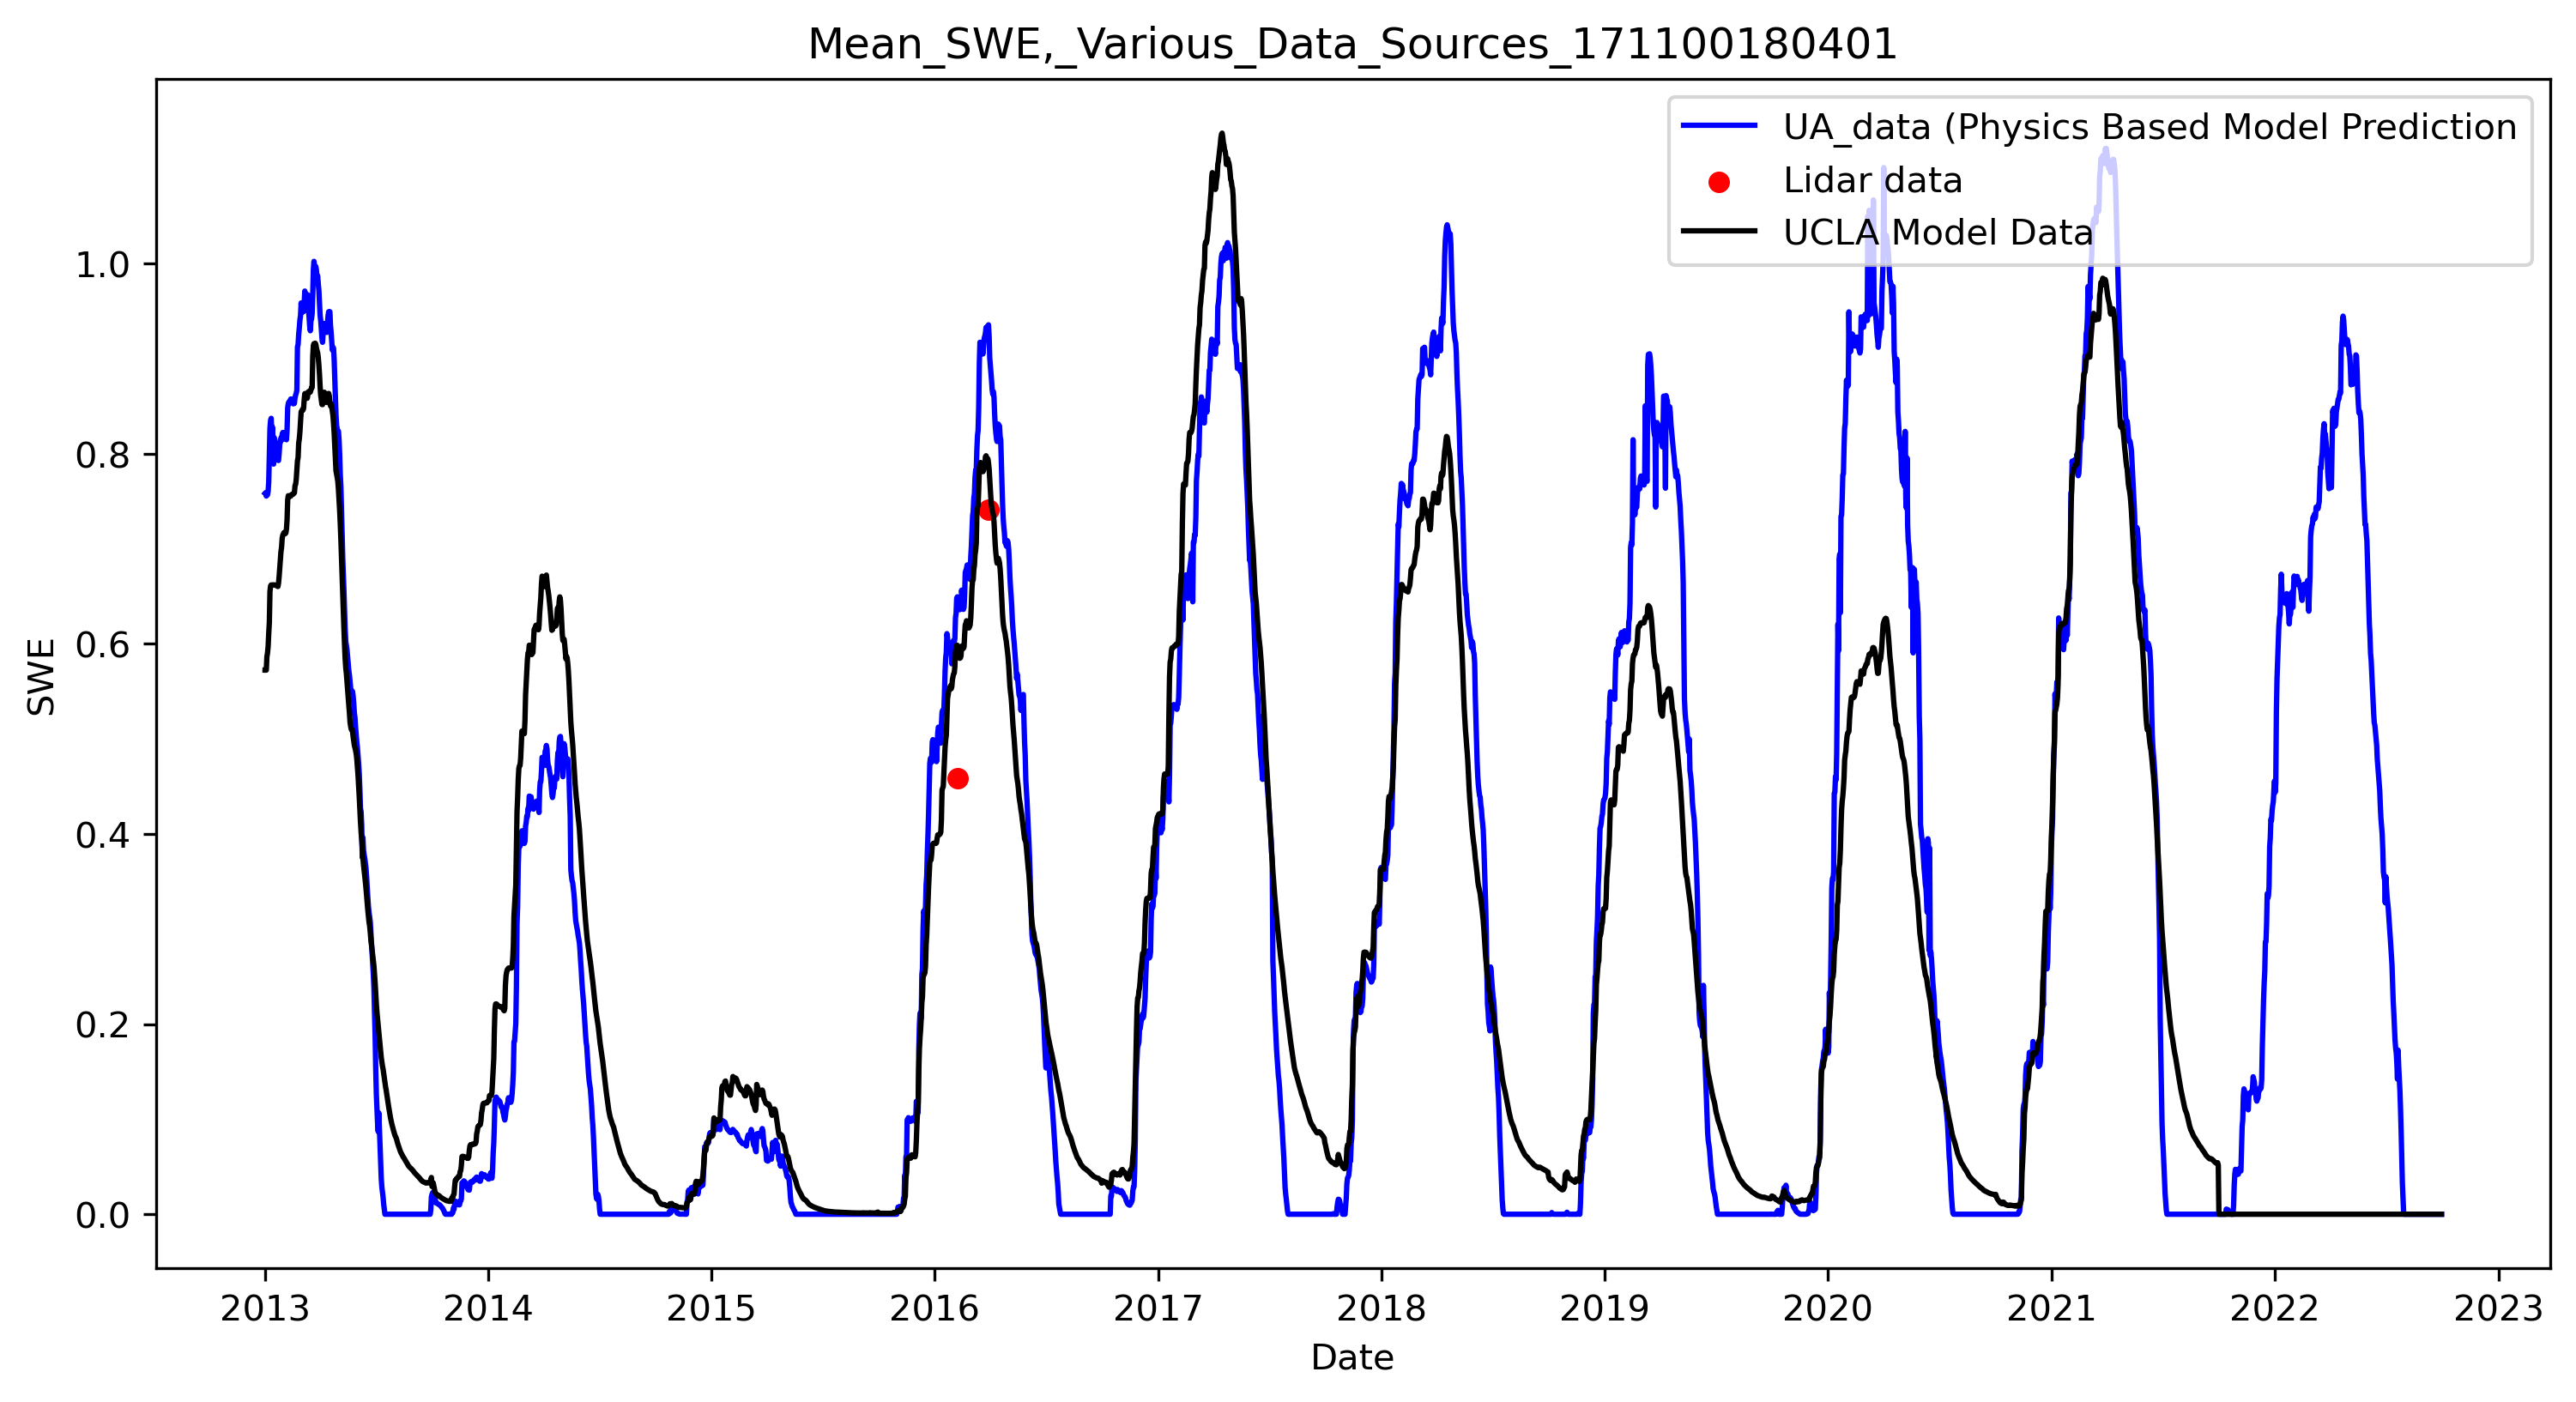 Mean_SWE,_Various_Data_Sources_171100180401
UA_data (Physics Based Model Prediction
Lidar data
UCLA Model Data
SWE
1.0
0.8
0.6
0.4
0.2
0.0
2013 2014 2015 2016 2017 2018 2019 2020 2021 2022 2023
Date